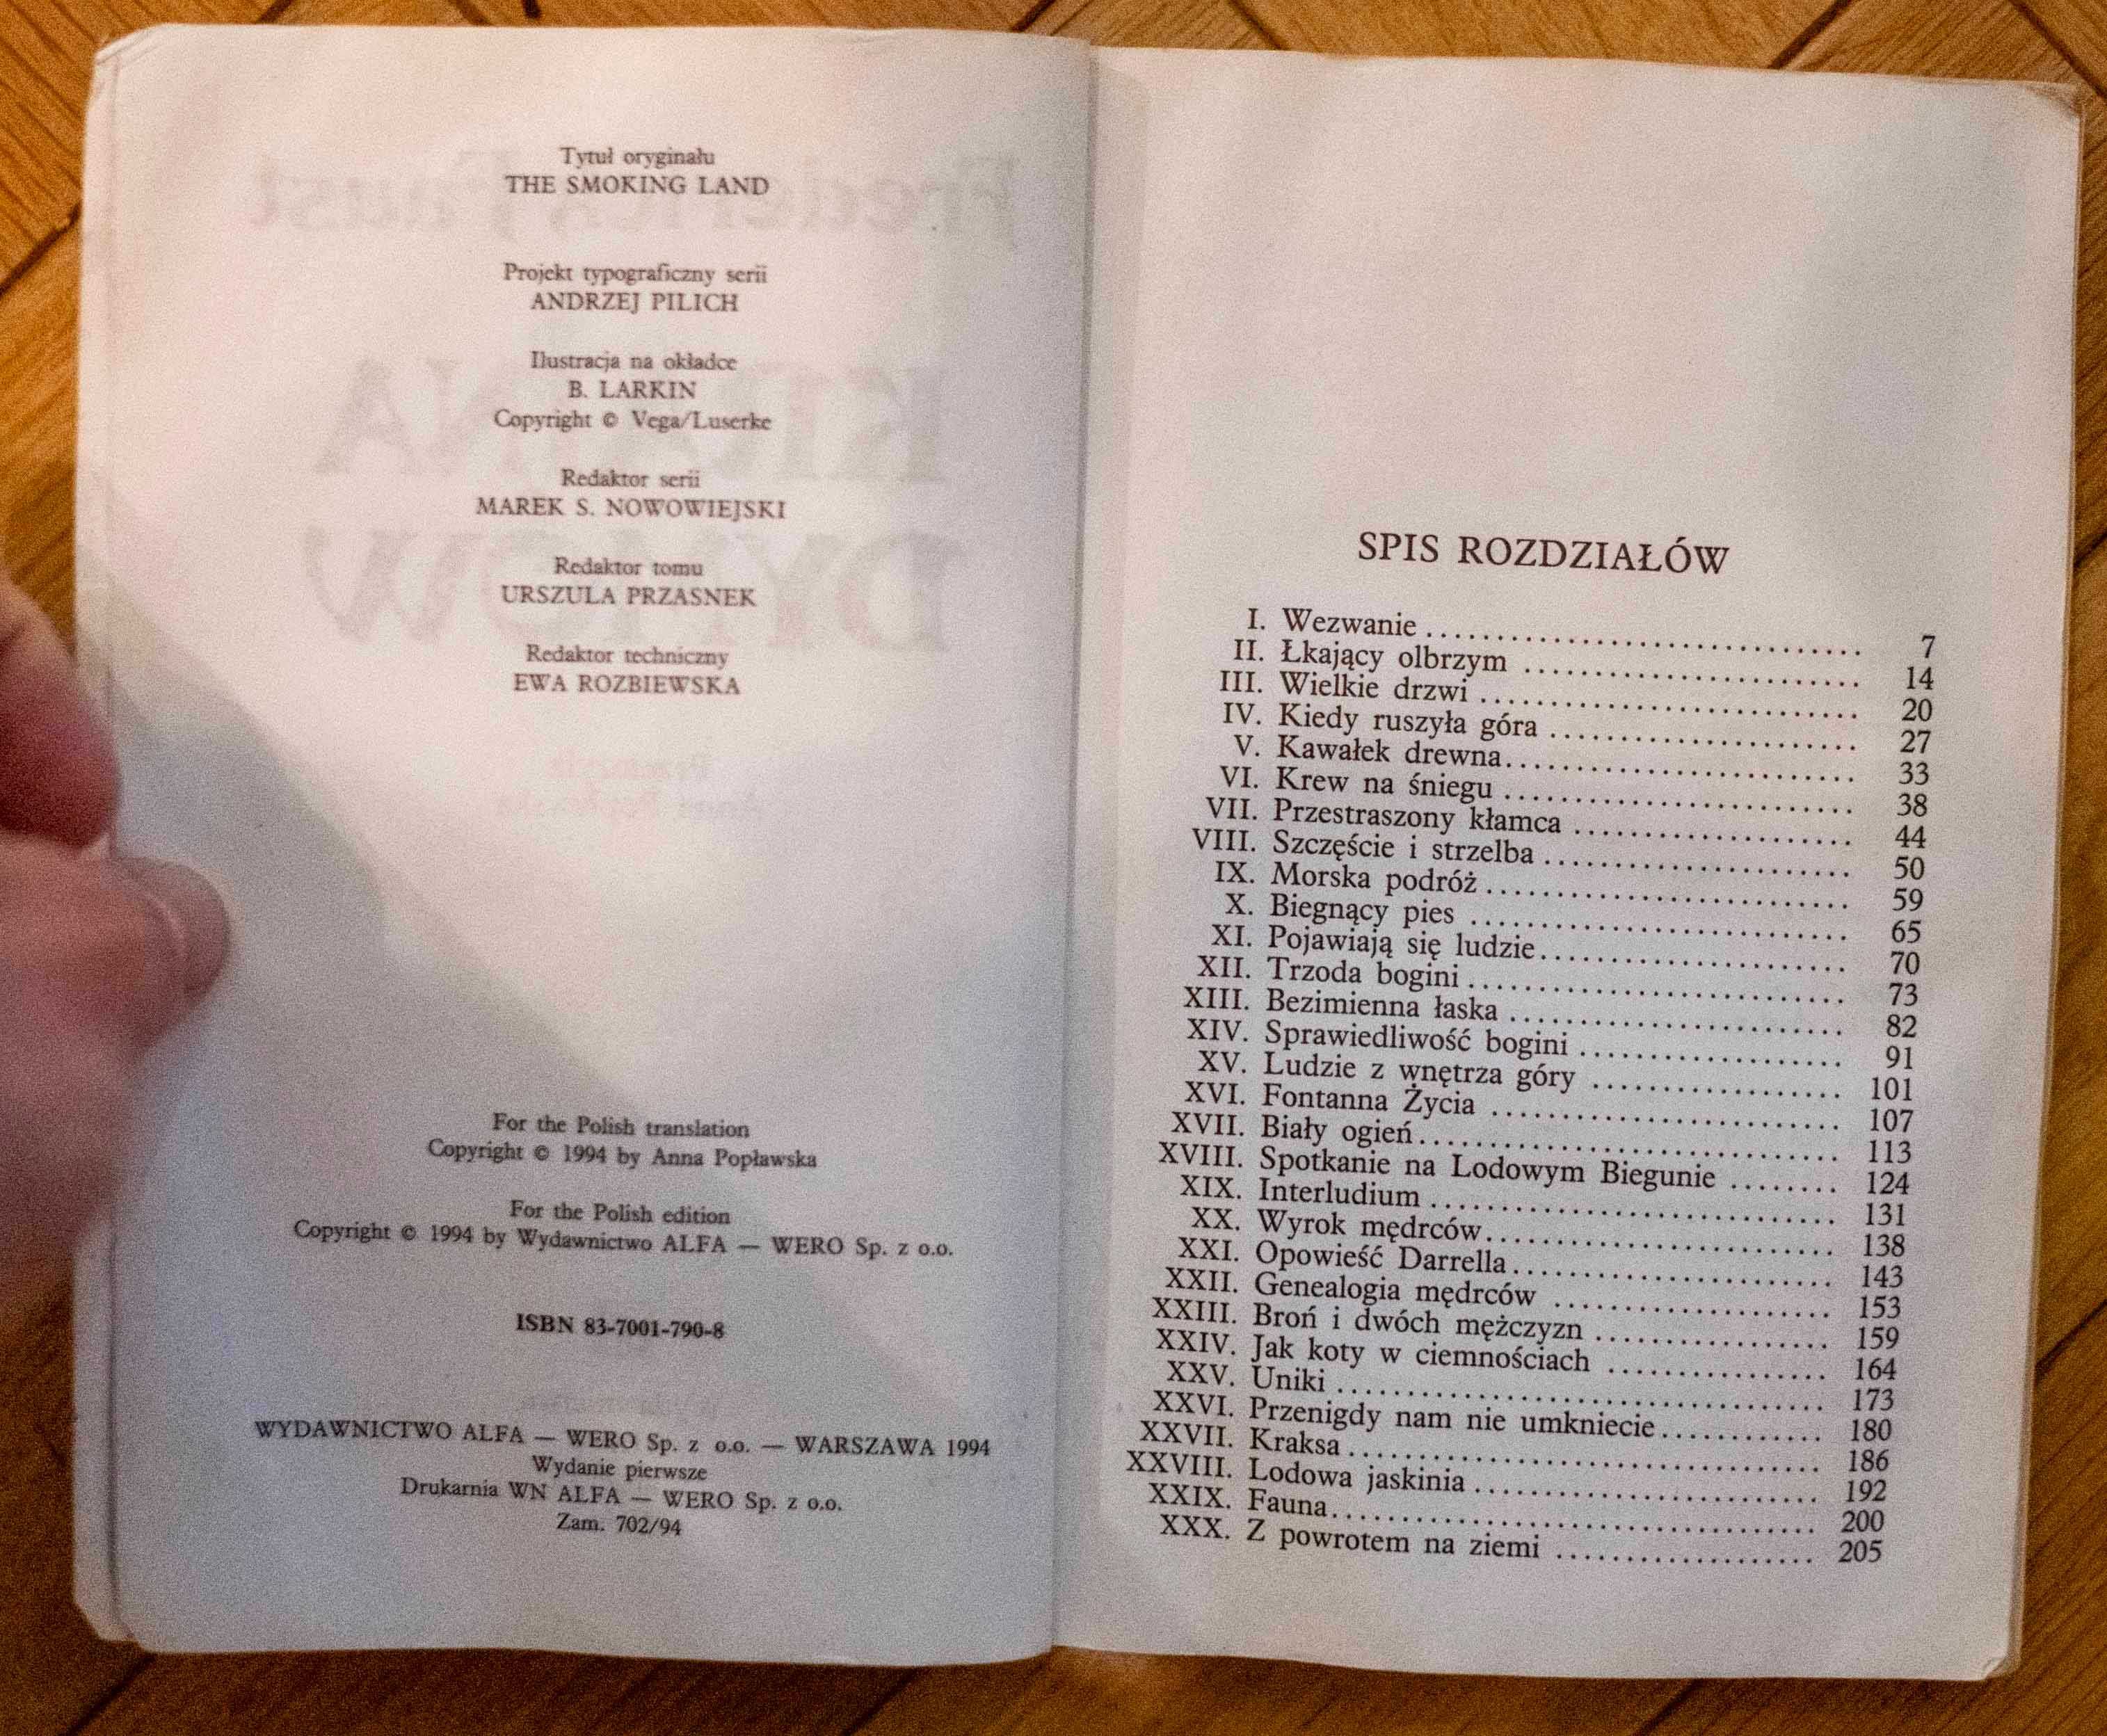 Tytuł oryginału
THE SMOKING LAND
Projekt typograficzny serii
ANDRZEJ PILICH
Ilustracja na okładce
B. LARKIN
Copyright © Vega/Luserke
Redaktor serii
MAREK S. NOWOWIEJSKI
Redaktor tomu
URSZULA PRZASNEK
Redaktor techniczny
EWA ROZBIEWSKA
For the Polish translation
Copyright © 1994 by Anna Popławska
For the Polish edition
Copyright © 1994 by Wydawnictwo ALFA — WERO Sp. z o.o.
ISBN 83-7001-790-8
WYDAWNICTWO ALFA — WERO Sp. z o.o. — WARSZAWA 1994
Wydanie pierwsze
Drukarnia WN ALFA — WERO Sp. z o.o.
Zam. 702/94
SPIS ROZDZIAŁÓW
I. Wezwanie 7
II. Łkający olbrzym 14
III. Wielkie drzwi 20
IV. Kiedy ruszyła góra 27
V. Kawałek drewna 33
VI. Krew na śniegu 38
VII. Przestraszony kłamca 44
VIII. Szczęście i strzelba 50
IX. Morska podróż 59
X. Biegnący pies 65
XI. Pojawiają się ludzie 70
XII. Trzoda bogini 73
XIII. Bezimienna łaska 82
XIV. Sprawiedliwość bogini 91
XV. Ludzie z wnętrza góry 101
XVI. Fontanna Życia 107
XVII. Biały ogień 113
XVIII. Spotkanie na Lodowym Biegunie 124
XIX. Interludium 131
XX. Wyrok mędrców 138
XXI. Opowieść Darrella 143
XXII. Genealogia mędrców 153
XXIII. Broń i dwóch mężczyzn 159
XXIV. Jak koty w ciemnościach 164
XXV. Uniki 173
XXVI. Przenigdy nam nie umkniecie 180
XXVII. Kraksa 186
XXVIII. Lodowa jaskinia 192
XXIX. Fauna 200
XXX. Z powrotem na ziemi 205